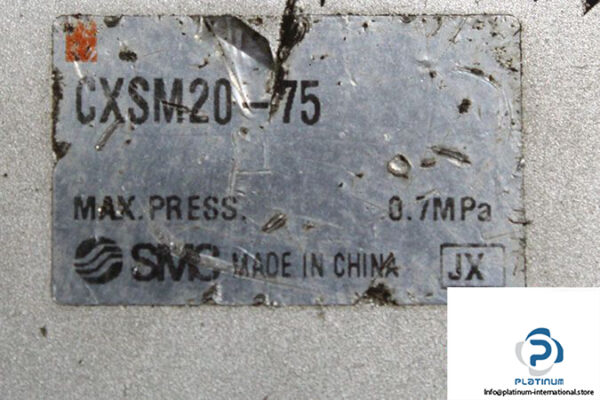 CXSM20-75
MAX. PRESS. 0.7MPa
SMC MADE IN CHINA JX
PLATINUM
Info@platinum-international.store